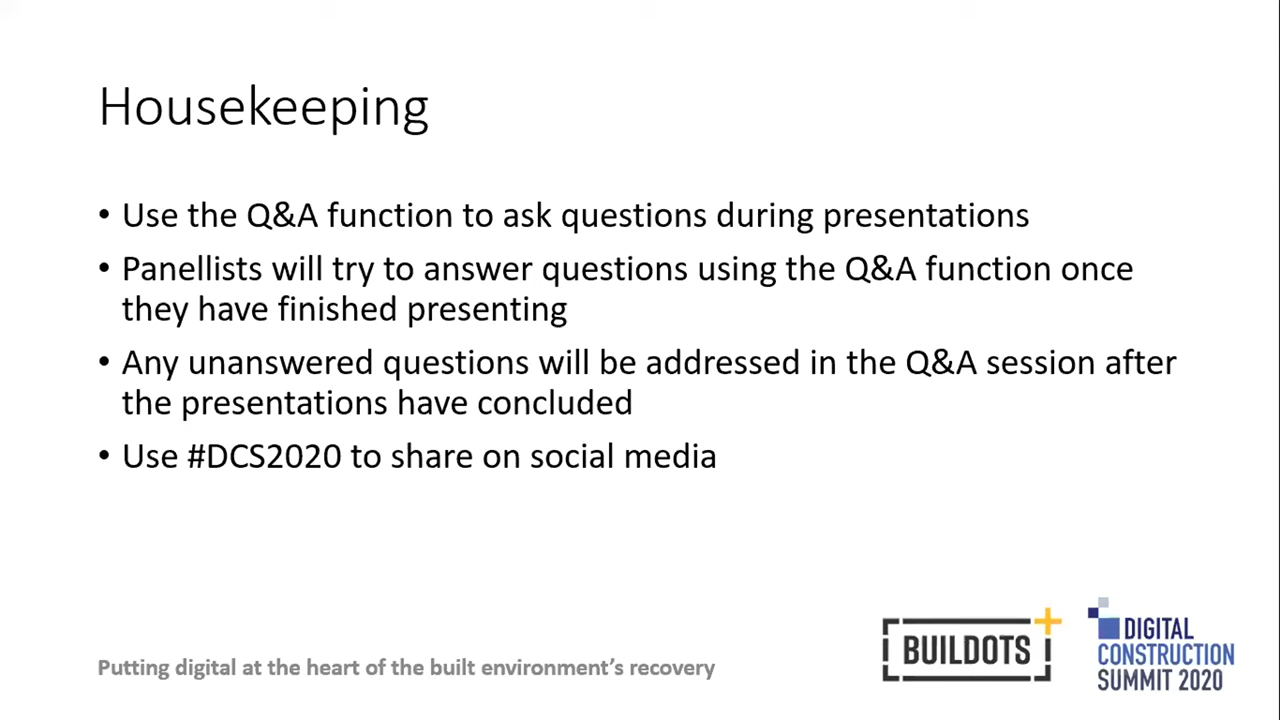 Housekeeping
• Use the Q&A function to ask questions during presentations
• Panellists will try to answer questions using the Q&A function once
they have finished presenting
• Any unanswered questions will be addressed in the Q&A session after
the presentations have concluded
• Use #DCS2020 to share on social media
Putting digital at the heart of the built environment’s recovery
BUILDOTS
DIGITAL
CONSTRUCTION
SUMMIT 2020